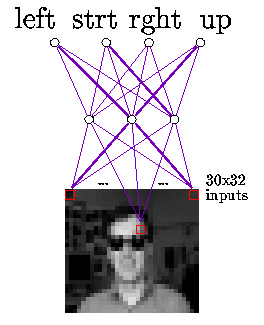 left strt rght up
... ...
30x32
inputs